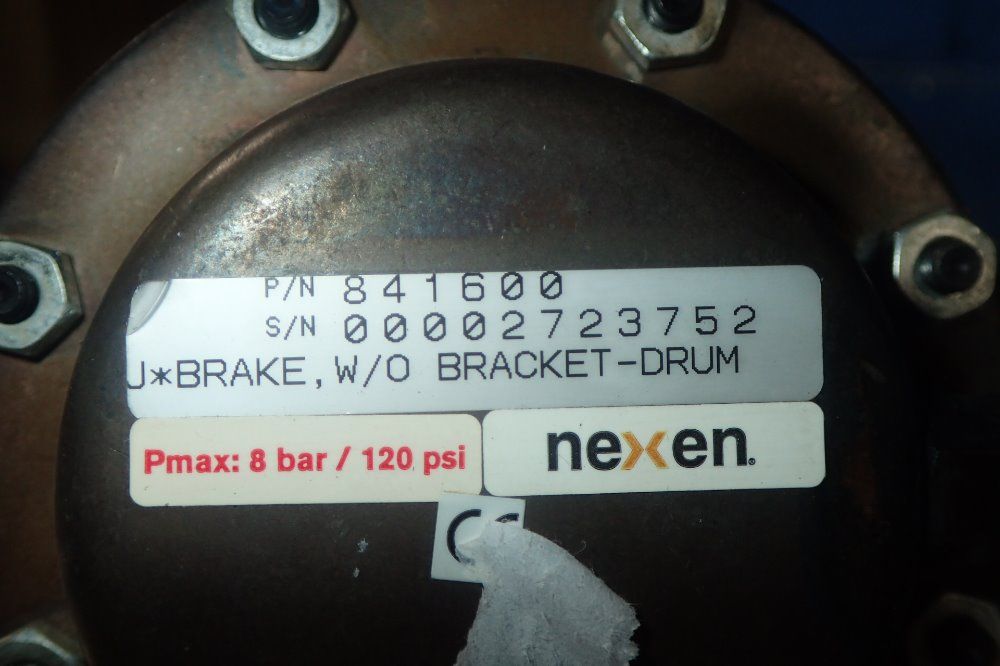 P/N 841600
S/N 00002723752
J*BRAKE, W/O BRACKET-DRUM
Pmax: 8 bar / 120 psi
nexen